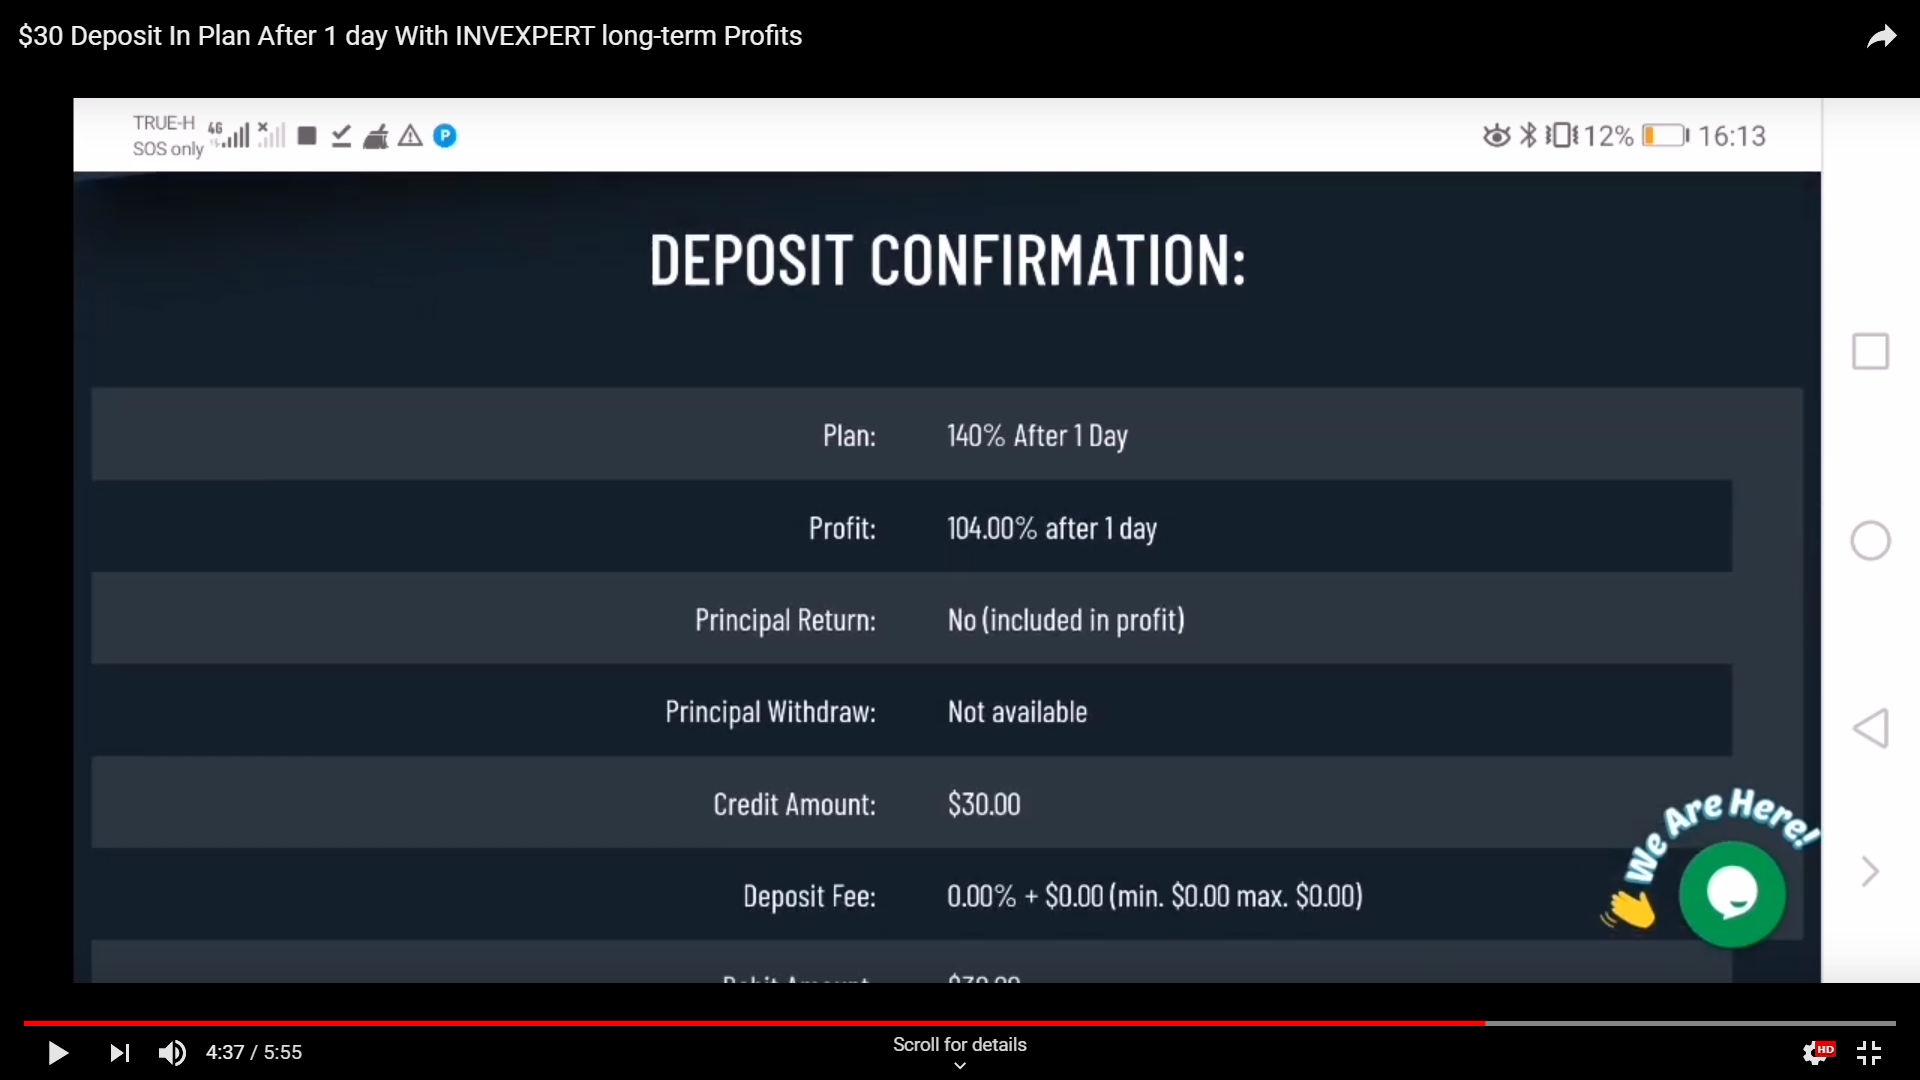 $30 Deposit In Plan After 1 day With INVEXPERT long-term Profits
TRUE-H 4G
SOS only
P
12% 16:13
DEPOSIT CONFIRMATION:
Plan: 140% After 1 Day
Profit: 104.00% after 1 day
Principal Return: No (included in profit)
Principal Withdraw: Not available
Credit Amount: $30.00
We Are Here!
Deposit Fee: 0.00% + $0.00 (min. $0.00 max. $0.00)
4:37 / 5:55
Scroll for details
HD